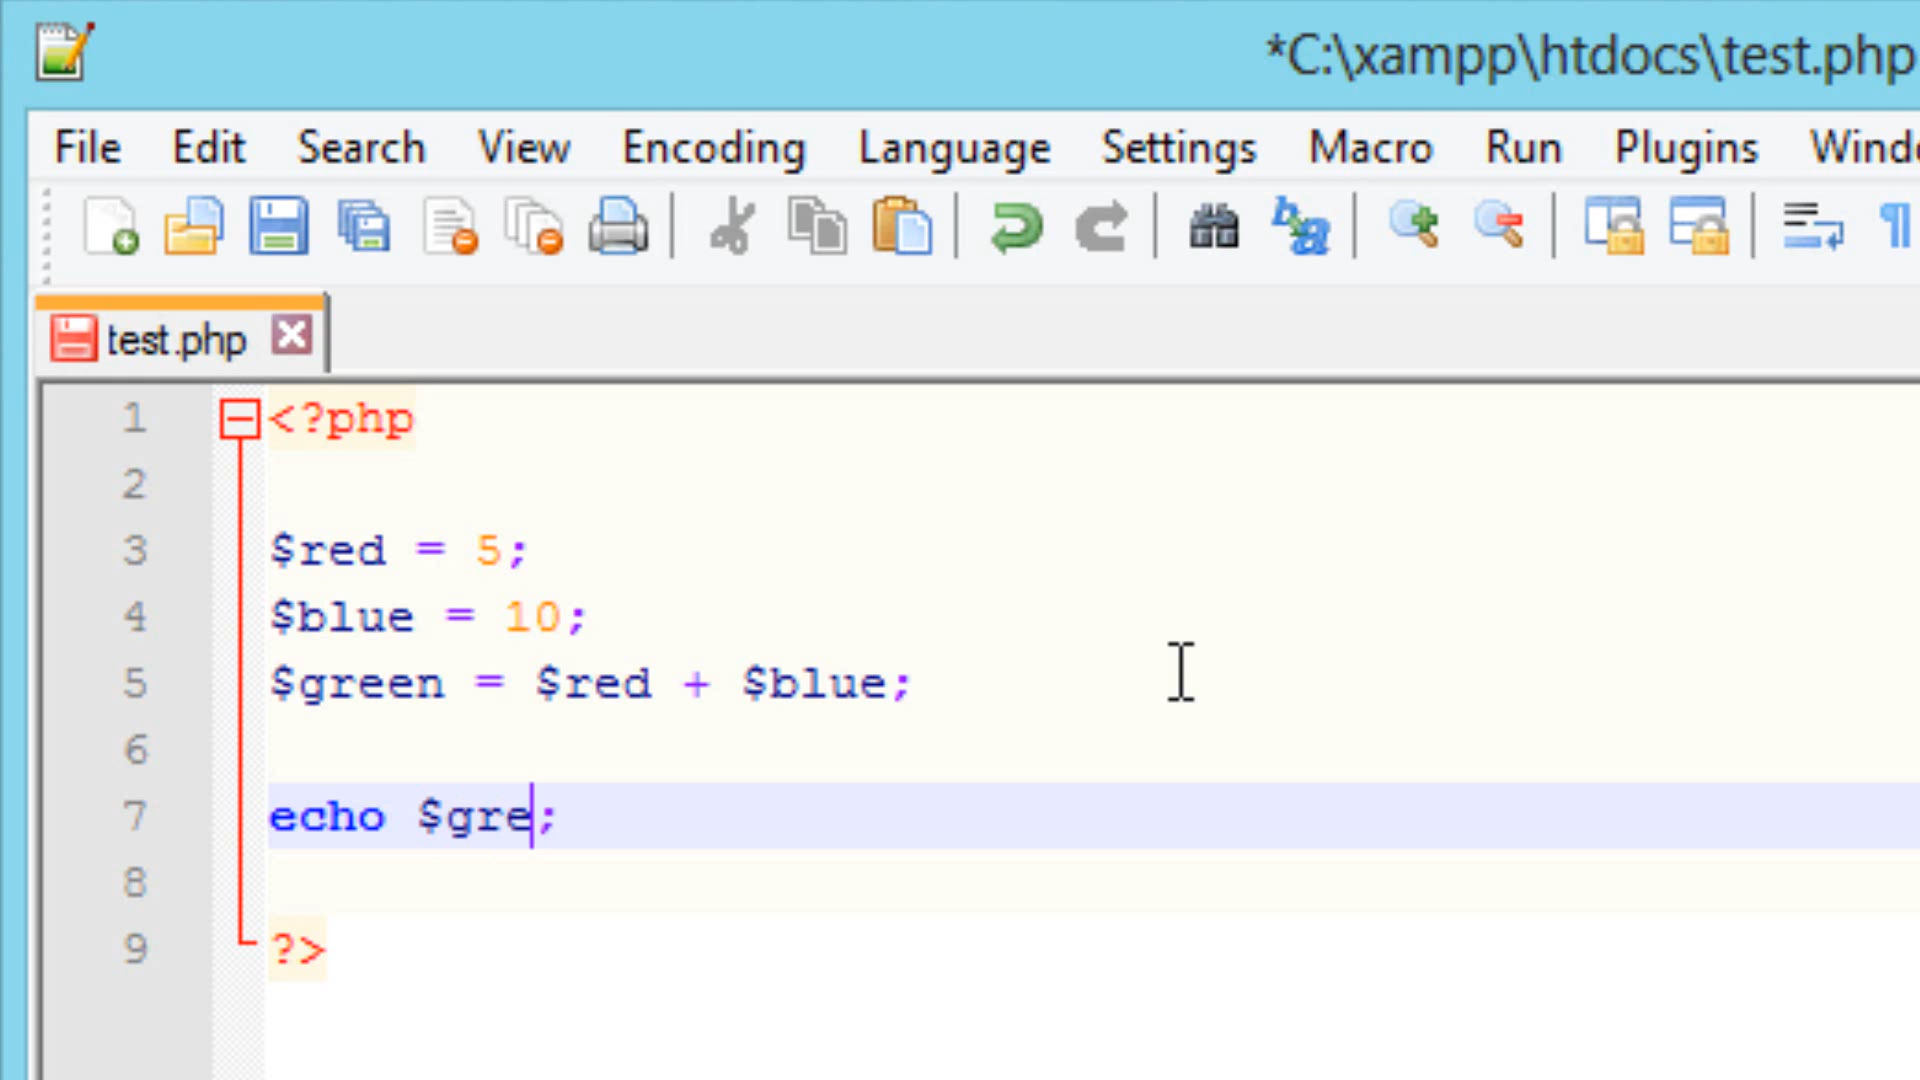 *C:\xampp\htdocs\test.php
File Edit Search View Encoding Language Settings Macro Run Plugins Windo
test.php
1 <?php
2
3 $red = 5;
4 $blue = 10;
5 $green = $red + $blue;
6
7 echo $gre;
8
9 ?>